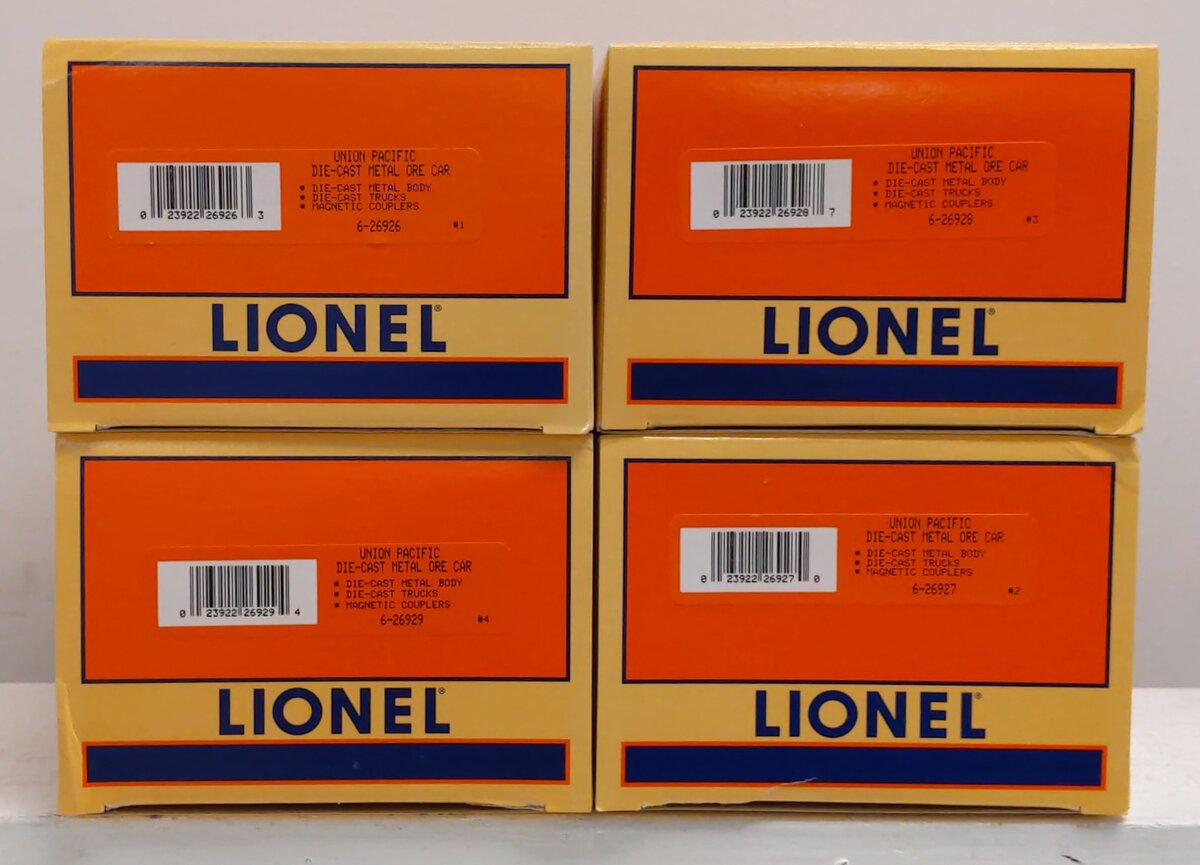 UNION PACIFIC
DIE-CAST METAL ORE CAR
▪ DIE-CAST METAL BODY
▪ DIE-CAST TRUCKS
▪ MAGNETIC COUPLERS
6-26926 #1
0 23922 26926 3
LIONEL®
UNION PACIFIC
DIE-CAST METAL ORE CAR
▪ DIE-CAST METAL BODY
▪ DIE-CAST TRUCKS
▪ MAGNETIC COUPLERS
6-26928 #3
0 23922 26928 7
LIONEL®
UNION PACIFIC
DIE-CAST METAL ORE CAR
▪ DIE-CAST METAL BODY
▪ DIE-CAST TRUCKS
▪ MAGNETIC COUPLERS
6-26929 #4
0 23922 26929 4
LIONEL®
UNION PACIFIC
DIE-CAST METAL ORE CAR
▪ DIE-CAST METAL BODY
▪ DIE-CAST TRUCKS
▪ MAGNETIC COUPLERS
6-26927 #2
0 23922 26927 0
LIONEL®